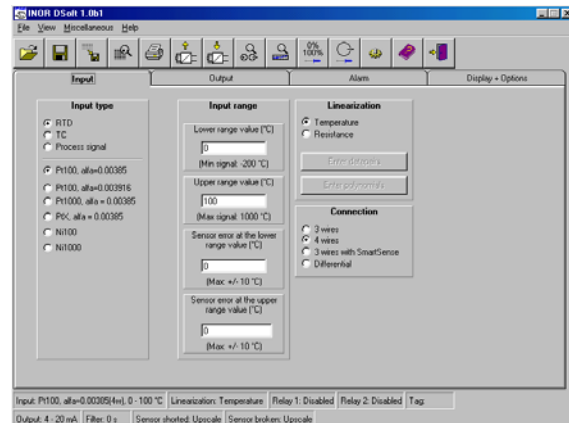 INOR DSoft 1.0b1
File View Miscellaneous Help
0%
100%
Input
Output
Alarm
Display + Options
Input type
RTD
TC
Process signal
Pt100, alfa=0.00385
Pt100, alfa=0.003916
Pt1000, alfa = 0.00385
PtX, alfa = 0.00385
Ni100
Ni1000
Input range
Lower range value (°C)
0
(Min signal: -200 °C)
Upper range value (°C)
100
(Max signal: 1000 °C)
Sensor error at the lower
range value (°C)
0
(Max: +/- 10 °C)
Sensor error at the upper
range value (°C)
0
(Max: +/- 10 °C)
Linearization
Temperature
Resistance
Enter datapairs
Enter polynomials
Connection
3 wires
4 wires
3 wires with SmartSense
Differential
Input: Pt100, alfa=0.00385(4w), 0 - 100 °C Linearization: Temperature Relay 1: Disabled Relay 2: Disabled Tag:
Output: 4 - 20 mA Filter: 0 s Sensor shorted: Upscale Sensor broken: Upscale